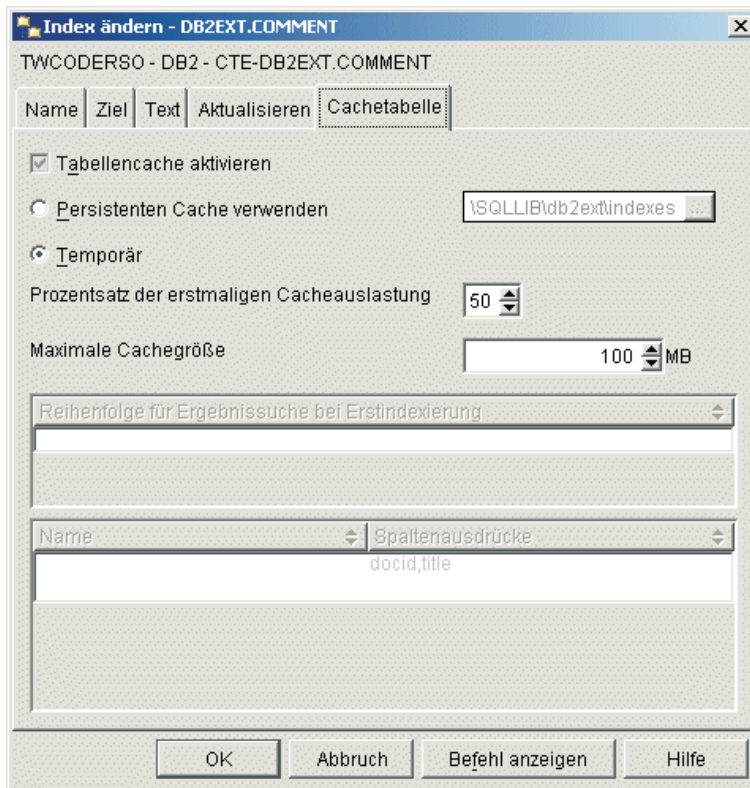 Index ändern - DB2EXT.COMMENT
TWCODERSO - DB2 - CTE-DB2EXT.COMMENT
Name Ziel Text Aktualisieren Cachetabelle
Tabellencache aktivieren
Persistenten Cache verwenden \SQLLIB\db2ext\indexes ...
Temporär
Prozentsatz der erstmaligen Cacheauslastung 50
Maximale Cachegröße 100 MB
Reihenfolge für Ergebnissuche bei Erstindexierung
Name Spaltenausdrücke
docid,title
OK Abbruch Befehl anzeigen Hilfe